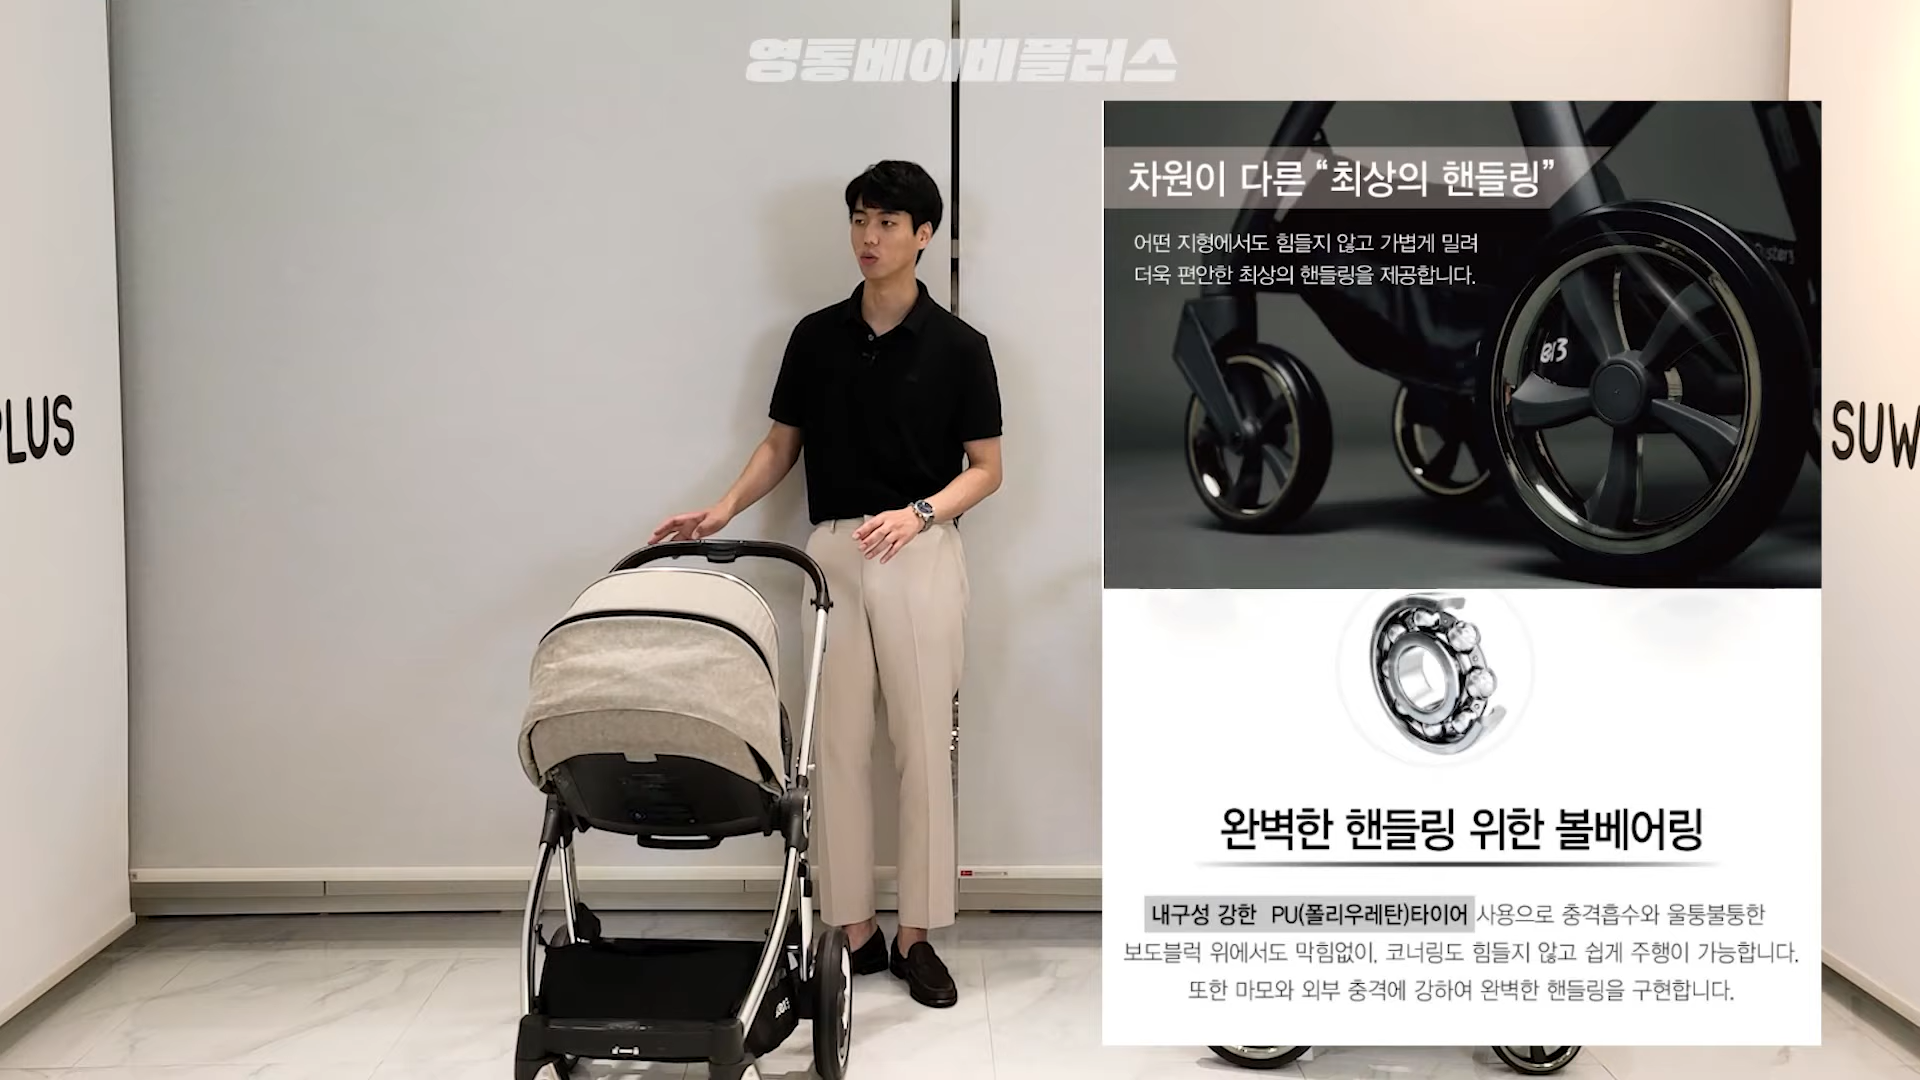 영통베이비플러스
PLUS
SUW
차원이 다른 “최상의 핸들링”
어떤 지형에서도 힘들지 않고 가볍게 밀려
더욱 편안한 최상의 핸들링을 제공합니다.
완벽한 핸들링 위한 볼베어링
내구성 강한 PU(폴리우레탄)타이어 사용으로 충격흡수와 울퉁불퉁한
보도블럭 위에서도 막힘없이, 코너링도 힘들지 않고 쉽게 주행이 가능합니다.
또한 마모와 외부 충격에 강하여 완벽한 핸들링을 구현합니다.